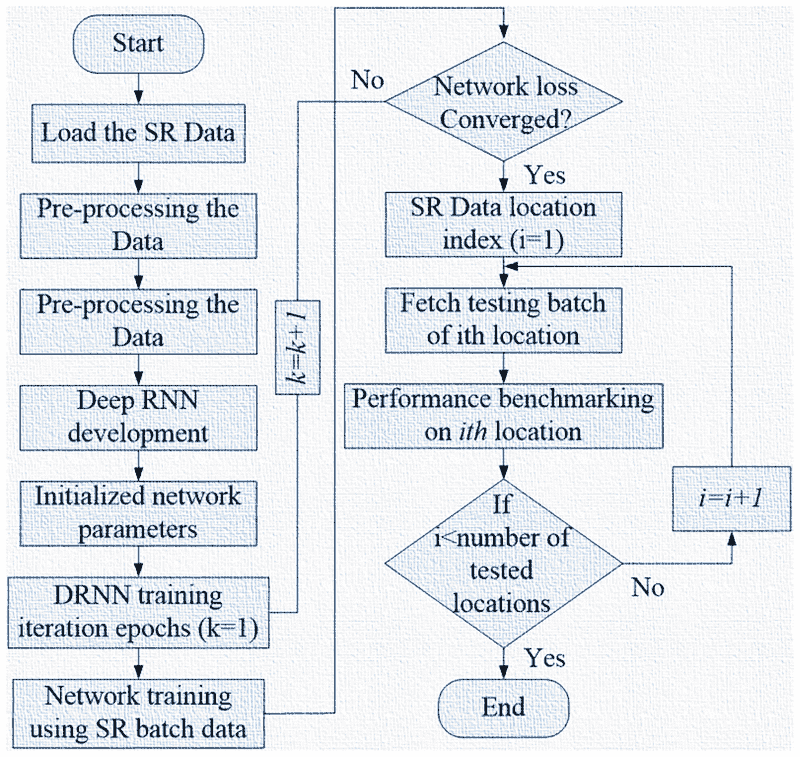 Start
Load the SR Data
Pre-processing the
Data
Pre-processing the
Data
Deep RNN
development
Initialized network
parameters
DRNN training
iteration epochs (k=1)
Network training
using SR batch data
k=k+1
No
Network loss
Converged?
Yes
SR Data location
index (i=1)
Fetch testing batch
of ith location
Performance benchmarking
on ith location
If
i<number of
tested
locations
No
i=i+1
Yes
End